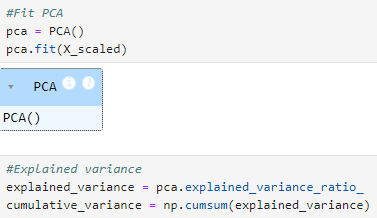 #Fit PCA
pca = PCA()
pca.fit(X_scaled)
PCA i ?
PCA()
#Explained variance
explained_variance = pca.explained_variance_ratio_
cumulative_variance = np.cumsum(explained_variance)